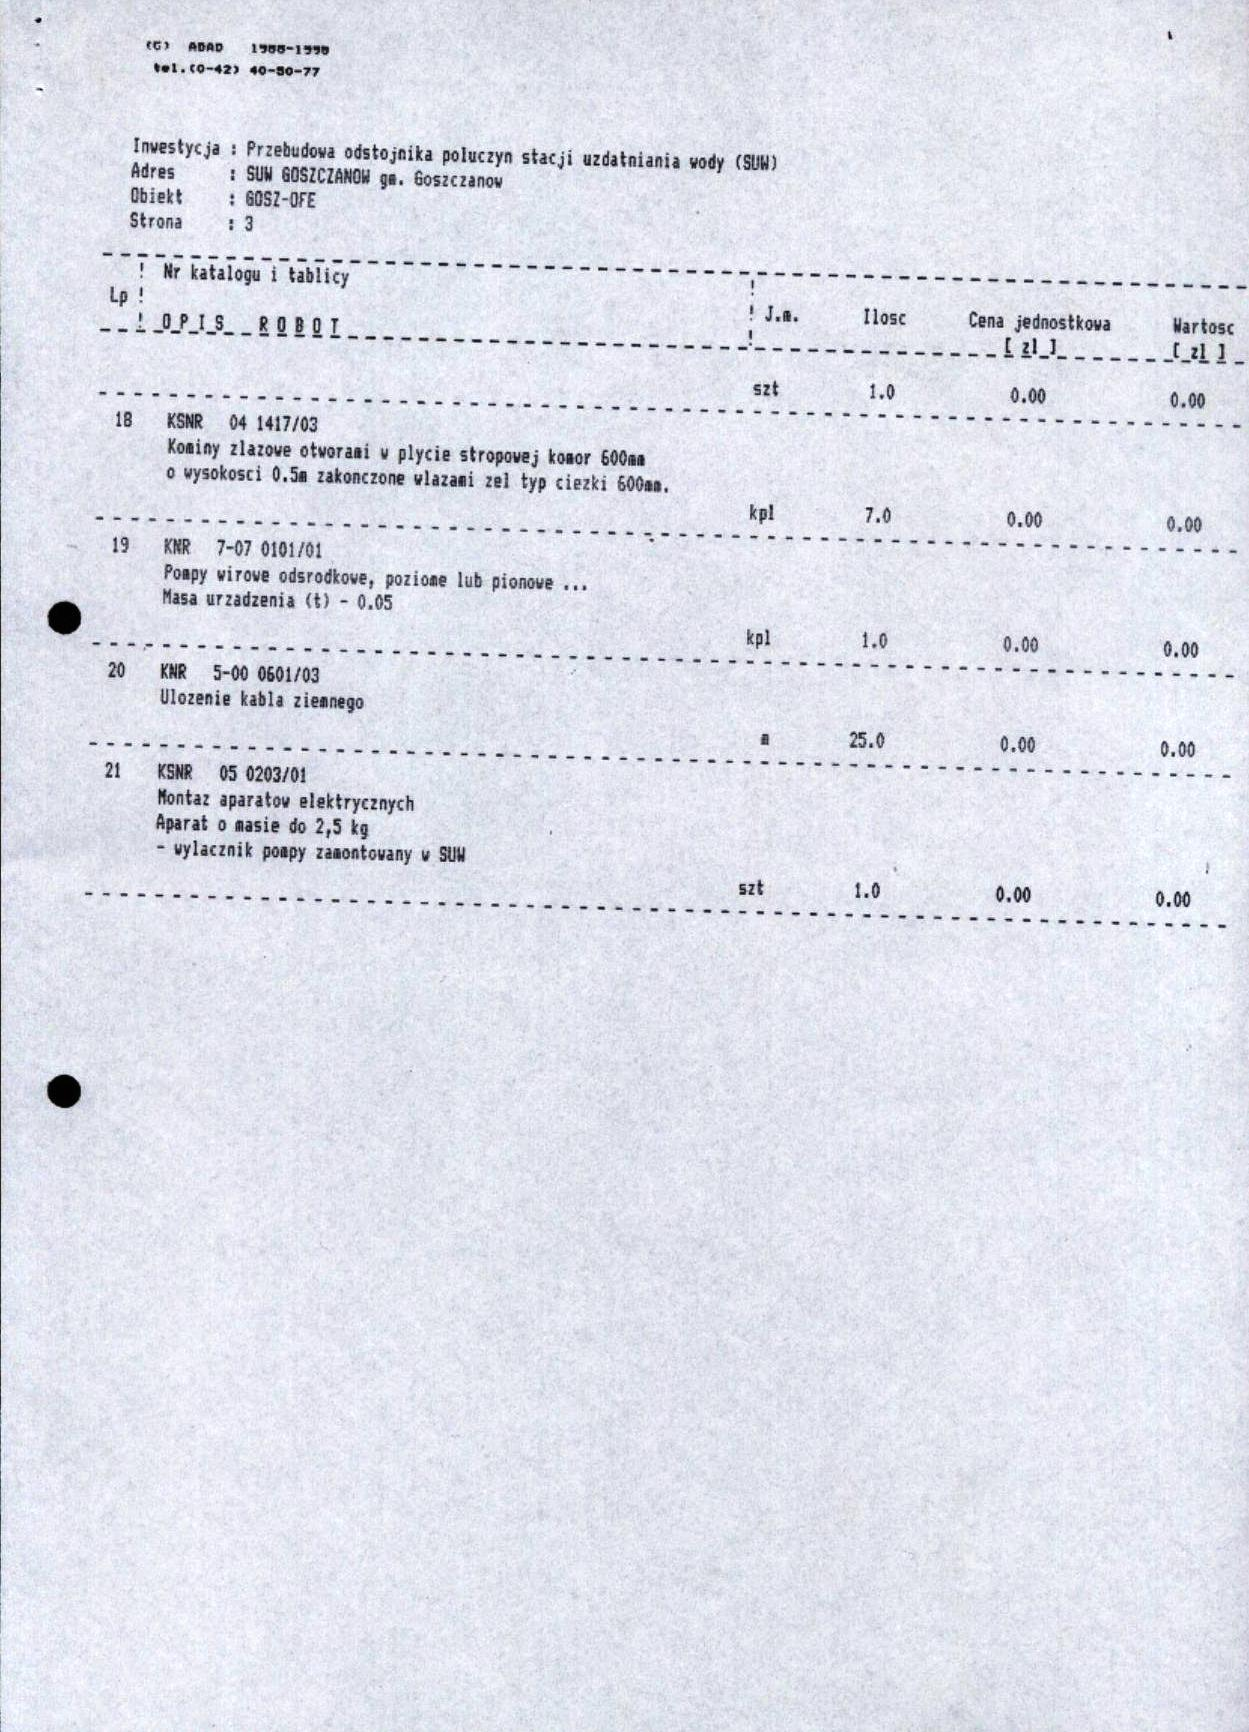 (C) ADAD 1988-1990
tel.(0-42) 40-50-77
Inwestycja : Przebudowa odstojnika poluczyn stacji uzdatniania wody (SUW)
Adres : SUW GOSZCZANOW gm. Goszczanow
Obiekt : GOSZ-OFE
Strona : 3
! Nr katalogu i tablicy !
Lp ! ! J.m. Ilosc Cena jednostkowa Wartosc
! O P I S R O B O T ! [ zl ] [ zl ]
szt 1.0 0.00 0.00
18 KSNR 04 1417/03
Kominy zlazowe otworami w plycie stropowej komor 600mm
o wysokosci 0.5m zakonczone wlazami zel typ ciezki 600mm.
kpl 7.0 0.00 0.00
19 KNR 7-07 0101/01
Pompy wirowe odsrodkowe, poziome lub pionowe ...
Masa urzadzenia (t) - 0.05
kpl 1.0 0.00 0.00
20 KNR 5-00 0601/03
Ulozenie kabla ziemnego
m 25.0 0.00 0.00
21 KSNR 05 0203/01
Montaz aparatow elektrycznych
Aparat o masie do 2,5 kg
- wylacznik pompy zamontowany w SUW
szt 1.0 0.00 0.00